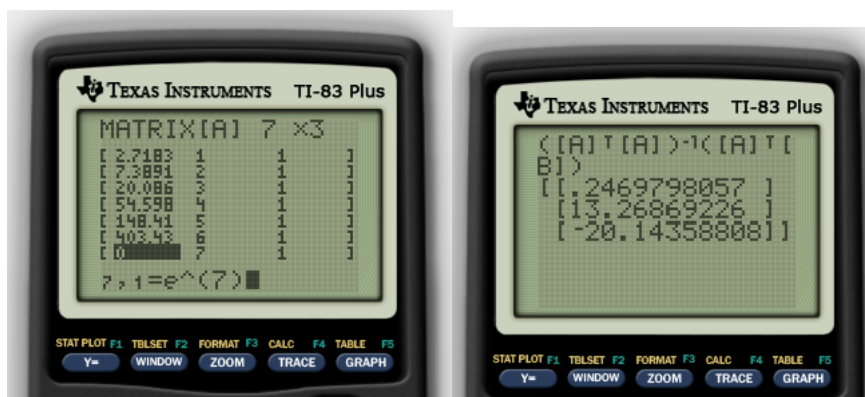 TEXAS INSTRUMENTS TI-83 Plus
MATRIX[A] 7 ×3
[ 2.7183 1 1 ]
[ 7.3891 2 1 ]
[ 20.086 3 1 ]
[ 54.598 4 1 ]
[ 148.41 5 1 ]
[ 403.43 6 1 ]
[ 0 7 1 ]
7,1=e^(7)
STAT PLOT F1 TBLSET F2 FORMAT F3 CALC F4 TABLE F5
Y= WINDOW ZOOM TRACE GRAPH
TEXAS INSTRUMENTS TI-83 Plus
([A]ᵀ[A])⁻¹([A]ᵀ[
B])
[[.2469798057 ]
[13.26869226 ]
[-20.14358808]]
STAT PLOT F1 TBLSET F2 FORMAT F3 CALC F4 TABLE F5
Y= WINDOW ZOOM TRACE GRAPH